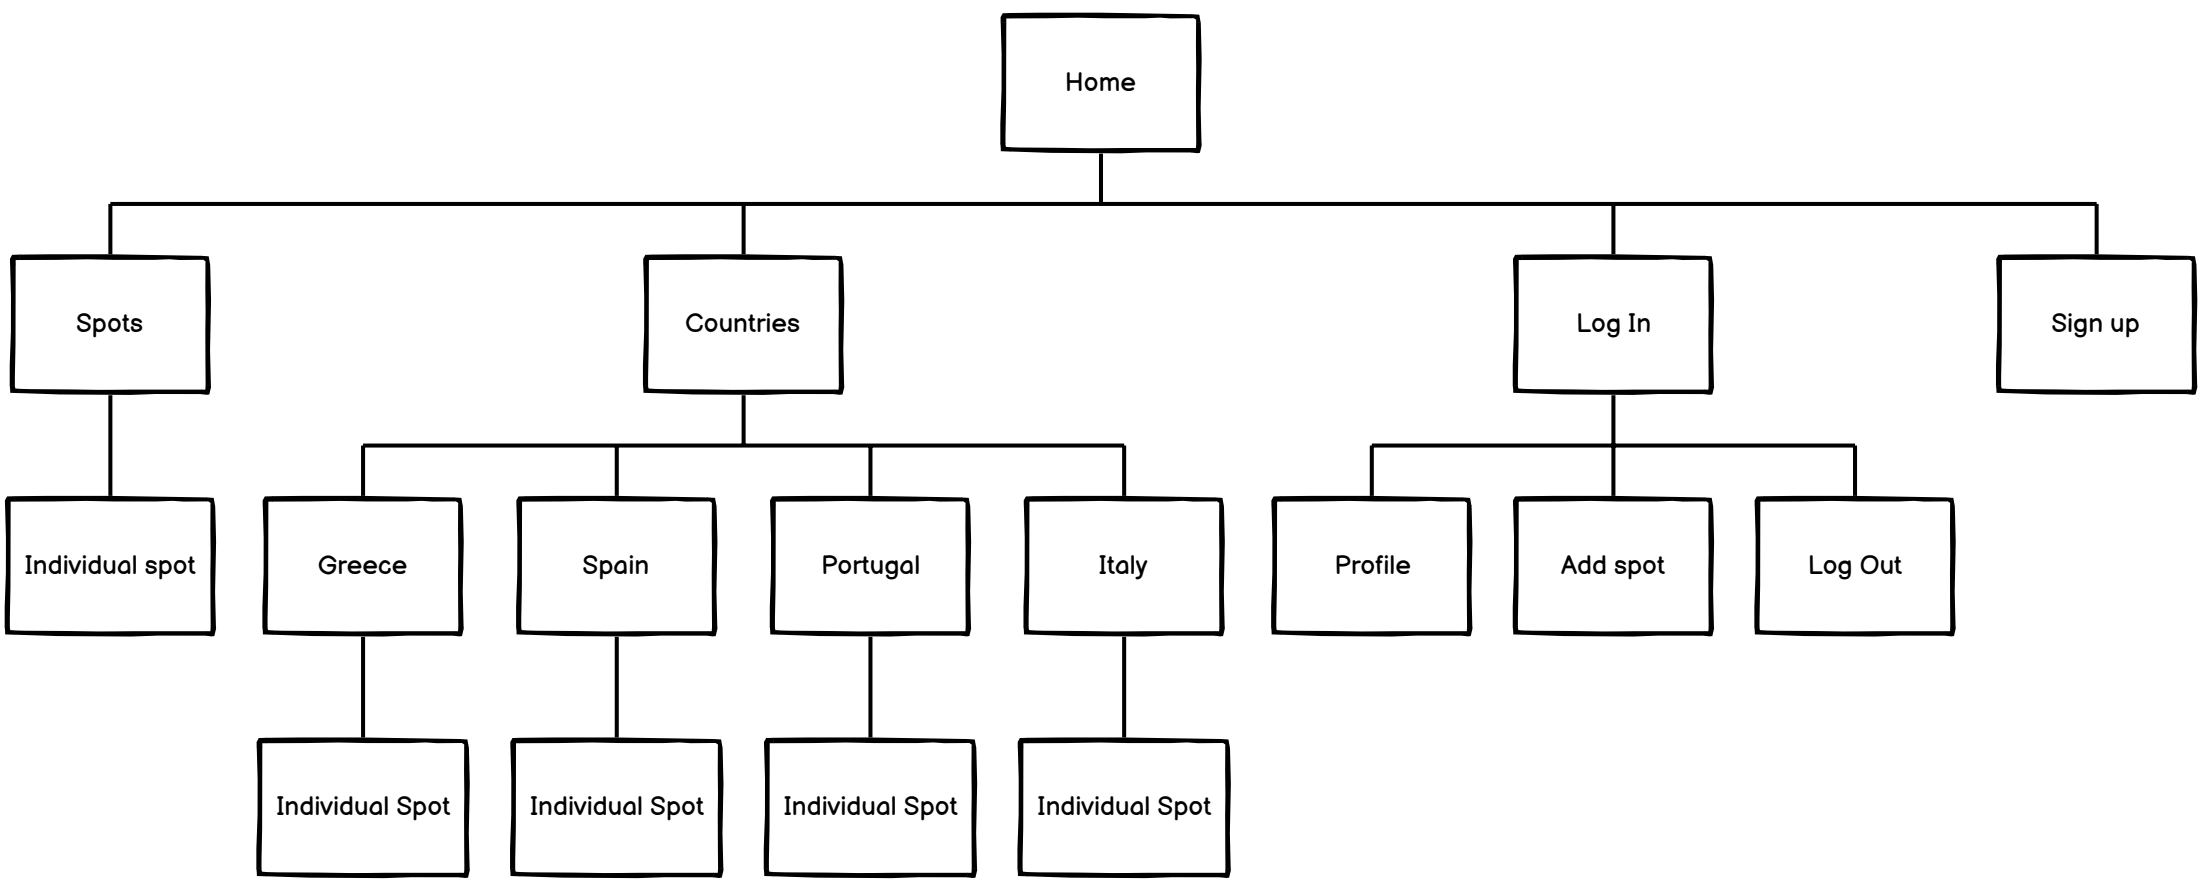 Home
Spots
Countries
Log In
Sign up
Individual spot
Greece
Spain
Portugal
Italy
Profile
Add spot
Log Out
Individual Spot
Individual Spot
Individual Spot
Individual Spot